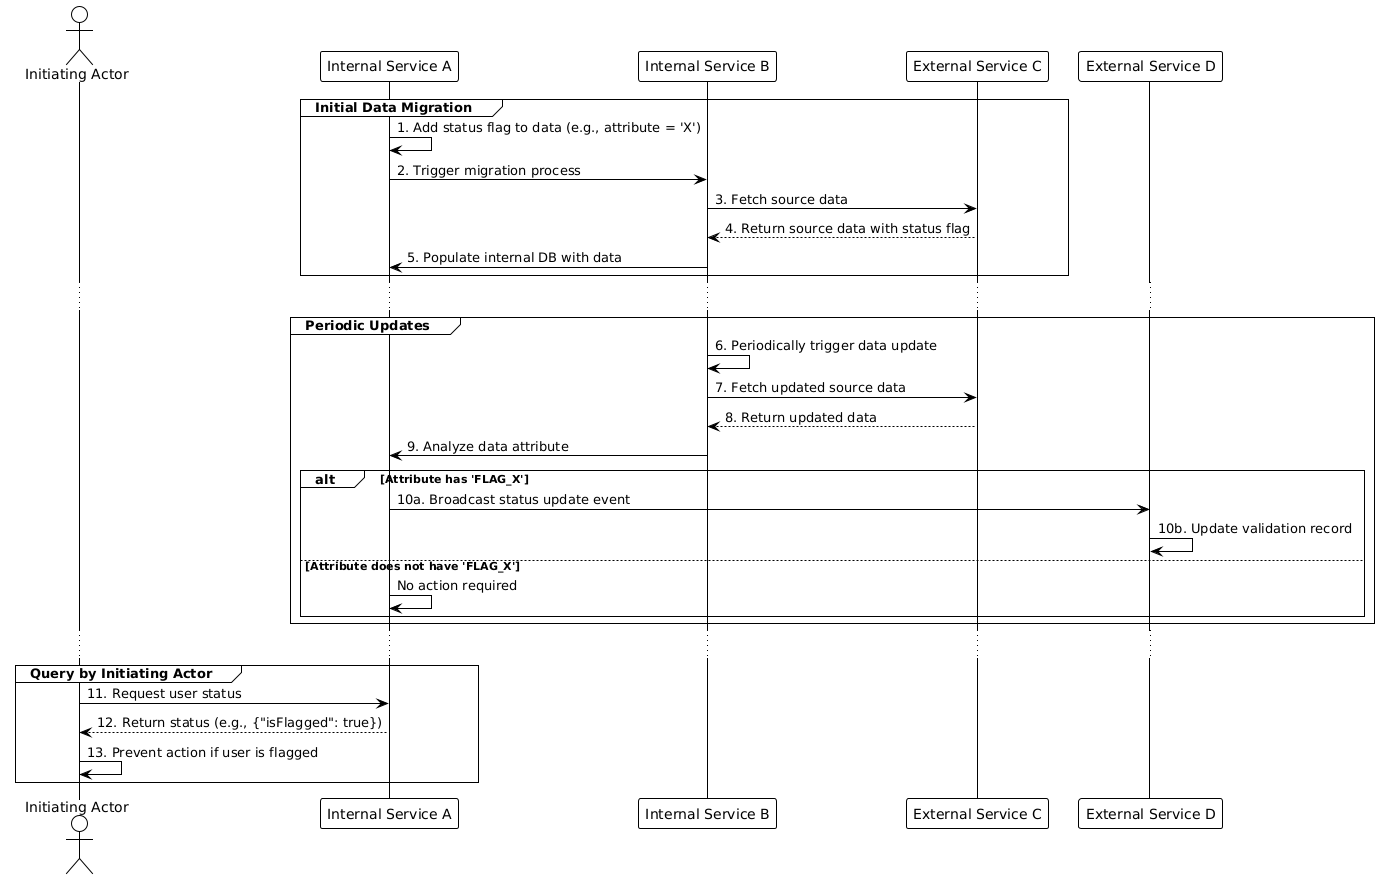 Initiating Actor
Internal Service A
Internal Service B
External Service C
External Service D
Initial Data Migration
1. Add status flag to data (e.g., attribute = 'X')
2. Trigger migration process
3. Fetch source data
4. Return source data with status flag
5. Populate internal DB with data
Periodic Updates
6. Periodically trigger data update
7. Fetch updated source data
8. Return updated data
9. Analyze data attribute
alt [Attribute has 'FLAG_X']
10a. Broadcast status update event
10b. Update validation record
[Attribute does not have 'FLAG_X']
No action required
Query by Initiating Actor
11. Request user status
12. Return status (e.g., {"isFlagged": true})
13. Prevent action if user is flagged
Initiating Actor
Internal Service A
Internal Service B
External Service C
External Service D